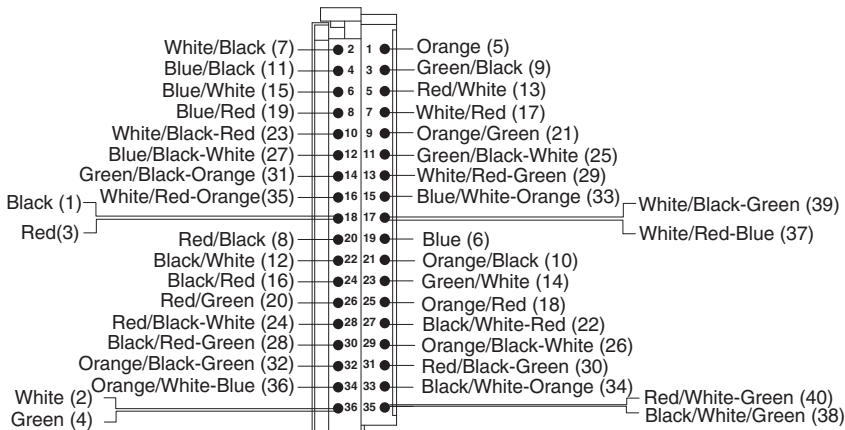 White/Black (7) 2 1 Orange (5)
Blue/Black (11) 4 3 Green/Black (9)
Blue/White (15) 6 5 Red/White (13)
Blue/Red (19) 8 7 White/Red (17)
White/Black-Red (23) 10 9 Orange/Green (21)
Blue/Black-White (27) 12 11 Green/Black-White (25)
Green/Black-Orange (31) 14 13 White/Red-Green (29)
White/Red-Orange(35) 16 15 Blue/White-Orange (33)
Black (1) White/Black-Green (39)
18 17
Red(3) White/Red-Blue (37)
Red/Black (8) 20 19 Blue (6)
Black/White (12) 22 21 Orange/Black (10)
Black/Red (16) 24 23 Green/White (14)
Red/Green (20) 26 25 Orange/Red (18)
Red/Black-White (24) 28 27 Black/White-Red (22)
Black/Red-Green (28) 30 29 Orange/Black-White (26)
Orange/Black-Green (32) 32 31 Red/Black-Green (30)
Orange/White-Blue (36) 34 33 Black/White-Orange (34)
White (2) Red/White-Green (40)
36 35
Green (4) Black/White/Green (38)